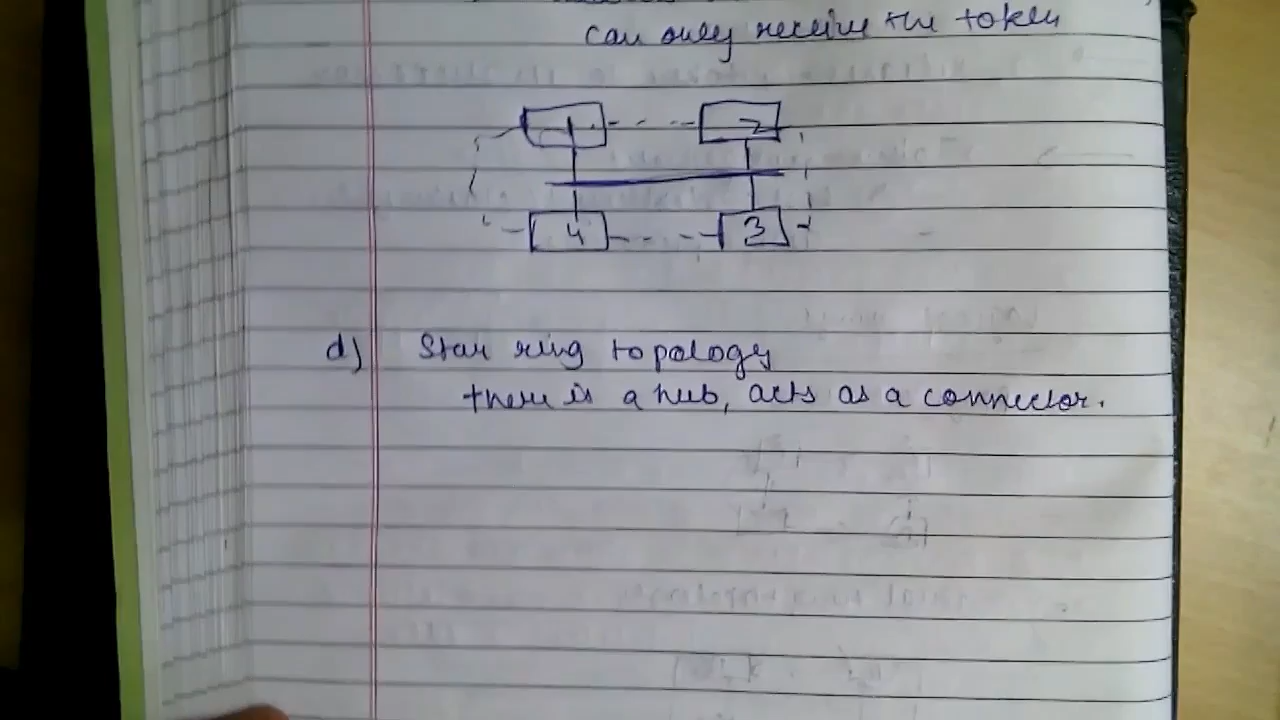 can only receive the token
1 2
4 3
d) Star ring topology
there is a hub, acts as a connector.